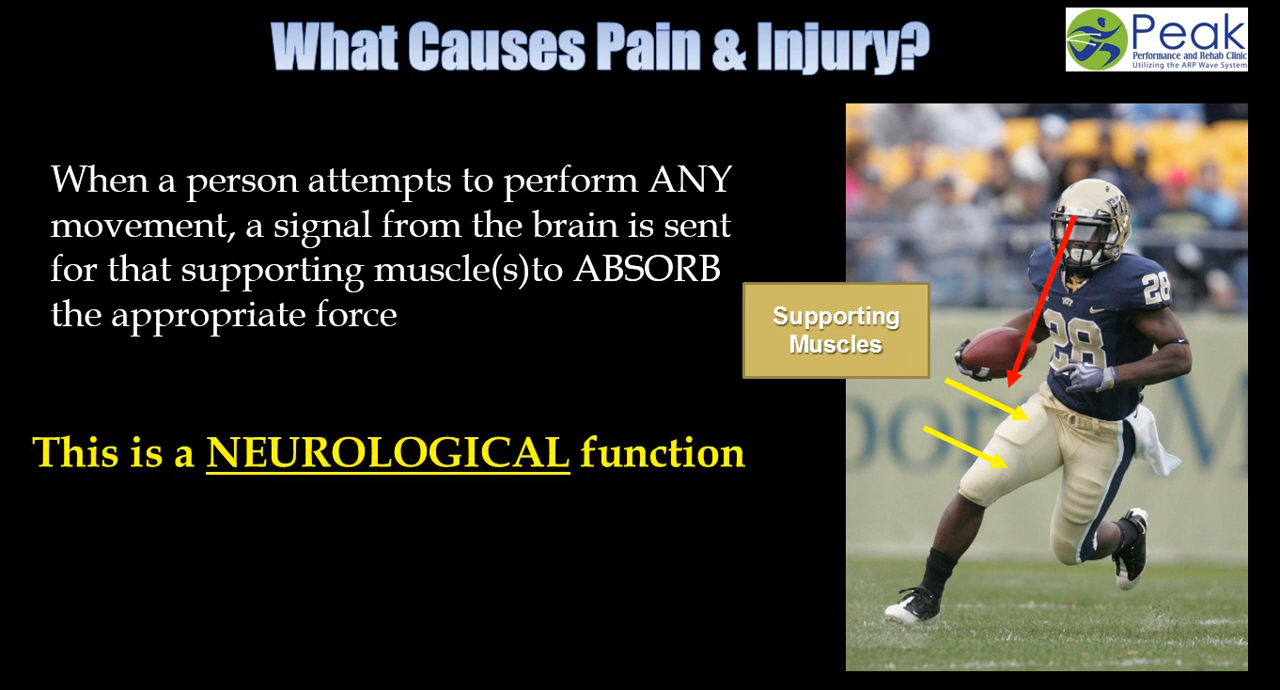 What Causes Pain & Injury?
Peak
Performance and Rehab Clinic
Utilizing the ARP Wave System
When a person attempts to perform ANY
movement, a signal from the brain is sent
for that supporting muscle(s)to ABSORB
the appropriate force
Supporting
Muscles
This is a NEUROLOGICAL function
28
28